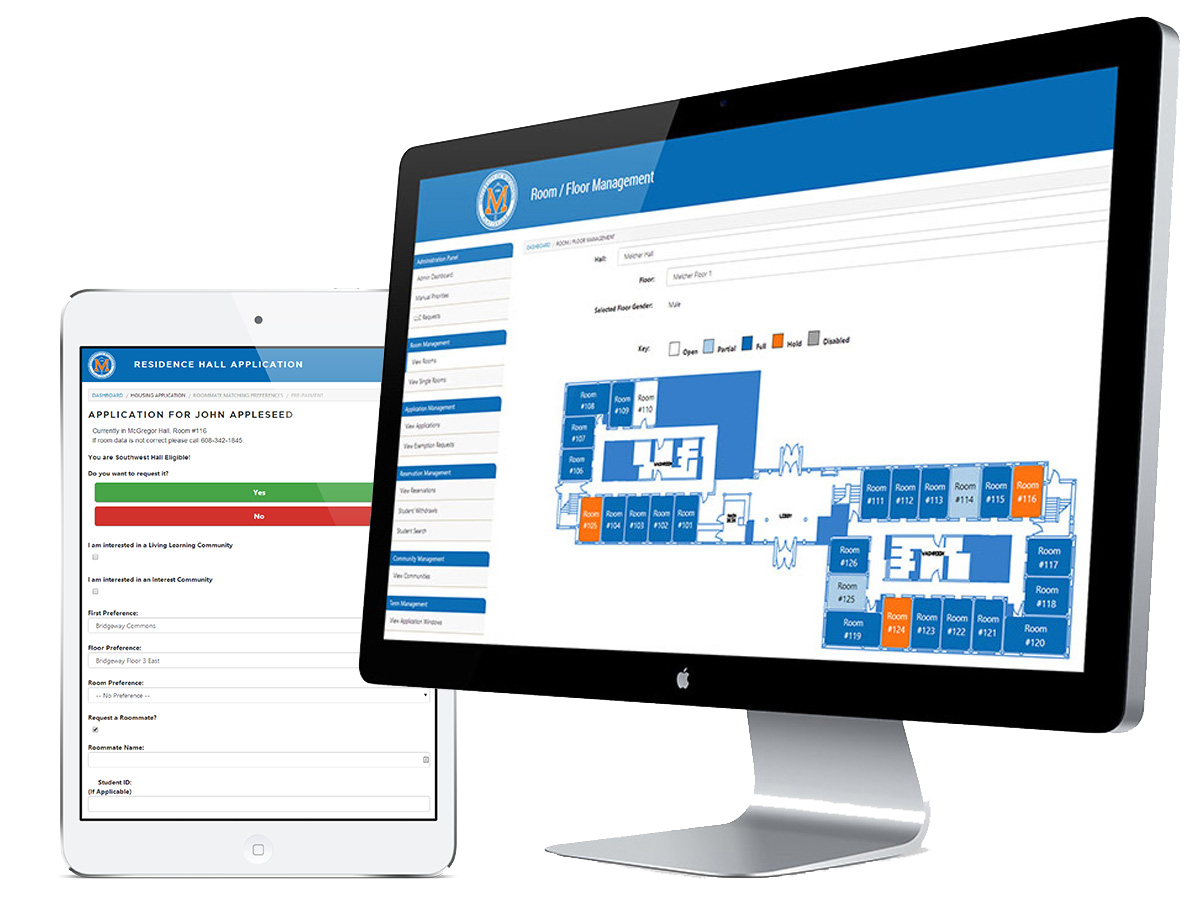 RESIDENCE HALL APPLICATION
DASHBOARD / HOUSING APPLICATION / ROOMMATE MATCHING PREFERENCES / PRE-PAYMENT
APPLICATION FOR JOHN APPLESEED
Currently in McGregor Hall, Room #116
If room data is not correct please call 608-342-1845
You are Southwest Hall Eligible!
Do you want to request it?
Yes
No
I am interested in a Living Learning Community
I am interested in an Interest Community
First Preference:
Bridgeway Commons
Floor Preference:
Bridgeway Floor 3 East
Room Preference:
-- No Preference --
Request a Roommate?
Roommate Name:
Student ID:
(If Applicable)
M
Room / Floor Management
DASHBOARD / ROOM / FLOOR MANAGEMENT
Administration Panel
Admin Dashboard
Manual Priorities
LLC Requests
Room Management
View Rooms
View Single Rooms
Application Management
View Applications
View Exemption Requests
Reservation Management
View Reservations
Student Withdrawls
Student Search
Community Management
View Communities
Term Management
View Application Windows
Hall: Melcher Hall
Floor: Melcher Floor 1
Selected Floor Gender: Male
Key: Open Partial Full Hold Disabled
Room #108
Room #109
Room #110
Room #107
Room #106
WASHROOM
Room #105
Room #104
Room #103
Room #102
Room #101
MAIN DESK
LOBBY
Room #111
Room #112
Room #113
Room #114
Room #115
Room #116
Room #126
WASHROOM
Room #117
Room #125
Room #118
Room #119
Room #124
Room #123
Room #122
Room #121
Room #120